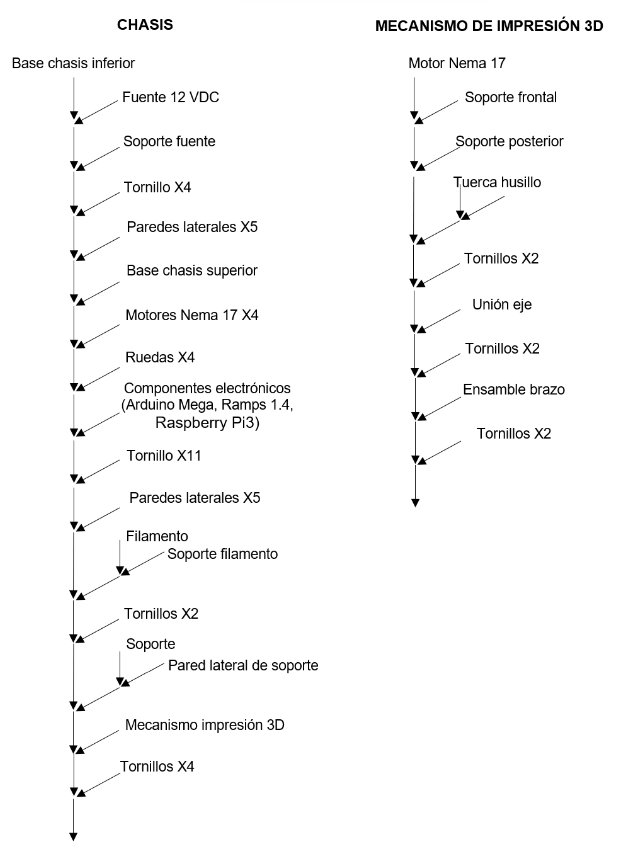 CHASIS
Base chasis inferior
Fuente 12 VDC
Soporte fuente
Tornillo X4
Paredes laterales X5
Base chasis superior
Motores Nema 17 X4
Ruedas X4
Componentes electrónicos
(Arduino Mega, Ramps 1.4,
Raspberry Pi3)
Tornillo X11
Paredes laterales X5
Filamento
Soporte filamento
Tornillos X2
Soporte
Pared lateral de soporte
Mecanismo impresión 3D
Tornillos X4
MECANISMO DE IMPRESIÓN 3D
Motor Nema 17
Soporte frontal
Soporte posterior
Tuerca husillo
Tornillos X2
Unión eje
Tornillos X2
Ensamble brazo
Tornillos X2